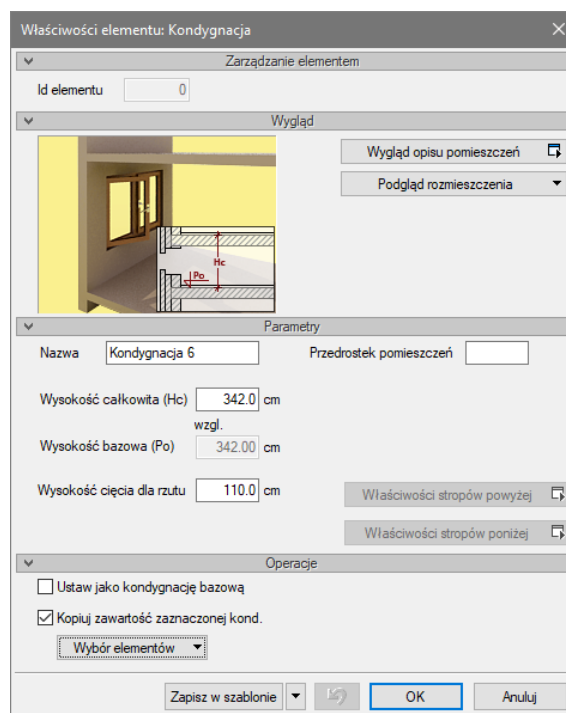 Właściwości elementu: Kondygnacja
Zarządzanie elementem
Id elementu 0
Wygląd
Wygląd opisu pomieszczeń
Podgląd rozmieszczenia
Hc
Po
Parametry
Nazwa Kondygnacja 6 Przedrostek pomieszczeń
Wysokość całkowita (Hc) 342.0 cm
wzgl.
Wysokość bazowa (Po) 342.00 cm
Wysokość cięcia dla rzutu 110.0 cm
Właściwości stropów powyżej
Właściwości stropów poniżej
Operacje
Ustaw jako kondygnację bazową
Kopiuj zawartość zaznaczonej kond.
Wybór elementów
Zapisz w szablonie OK Anuluj